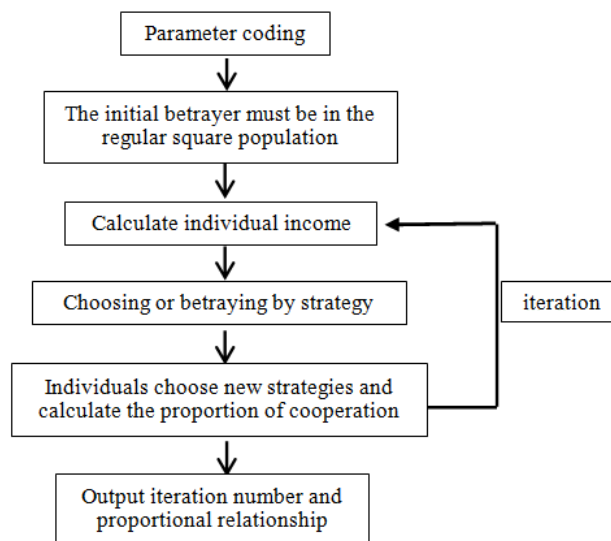 Parameter coding
The initial betrayer must be in the
regular square population
Calculate individual income
Choosing or betraying by strategy
iteration
Individuals choose new strategies and
calculate the proportion of cooperation
Output iteration number and
proportional relationship